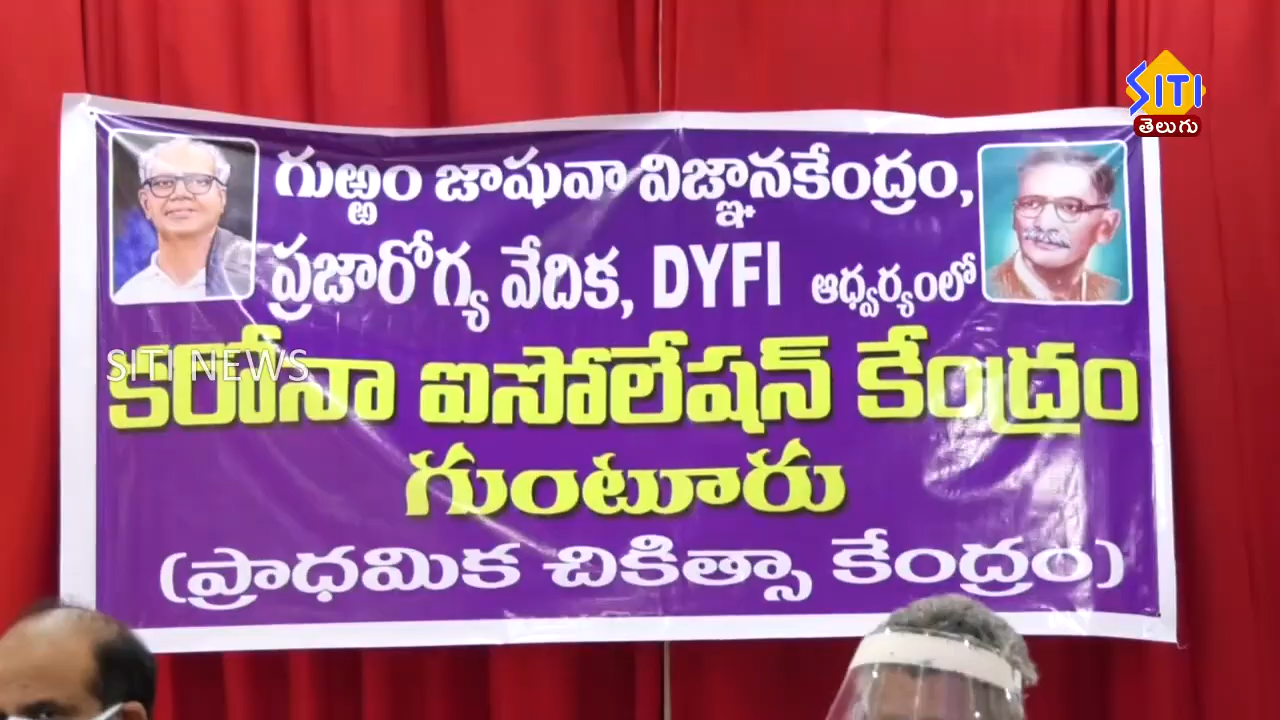 SITI
తెలుగు
గుఱ్ఱం జాషువా విజ్ఞానకేంద్రం,
ప్రజారోగ్య వేదిక, DYFI ఆధ్వర్యంలో
SITI NEWS
కరోనా ఐసోలేషన్ కేంద్రం
గుంటూరు
(ప్రాధమిక చికిత్సా కేంద్రం)